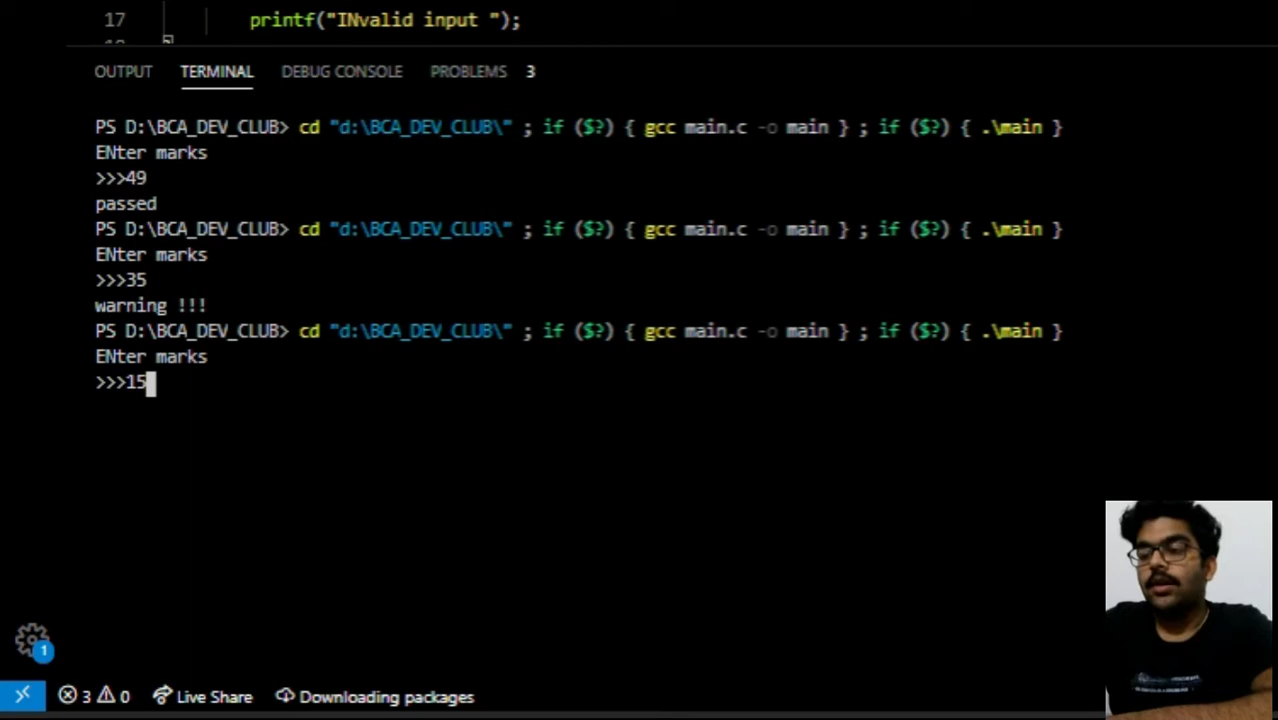 17 printf("INvalid input ");
OUTPUT TERMINAL DEBUG CONSOLE PROBLEMS 3
PS D:\BCA_DEV_CLUB> cd "d:\BCA_DEV_CLUB\" ; if ($?) { gcc main.c -o main } ; if ($?) { .\main }
ENter marks
>>>49
passed
PS D:\BCA_DEV_CLUB> cd "d:\BCA_DEV_CLUB\" ; if ($?) { gcc main.c -o main } ; if ($?) { .\main }
ENter marks
>>>35
warning !!!
PS D:\BCA_DEV_CLUB> cd "d:\BCA_DEV_CLUB\" ; if ($?) { gcc main.c -o main } ; if ($?) { .\main }
ENter marks
>>>15
1
3 0 Live Share Downloading packages